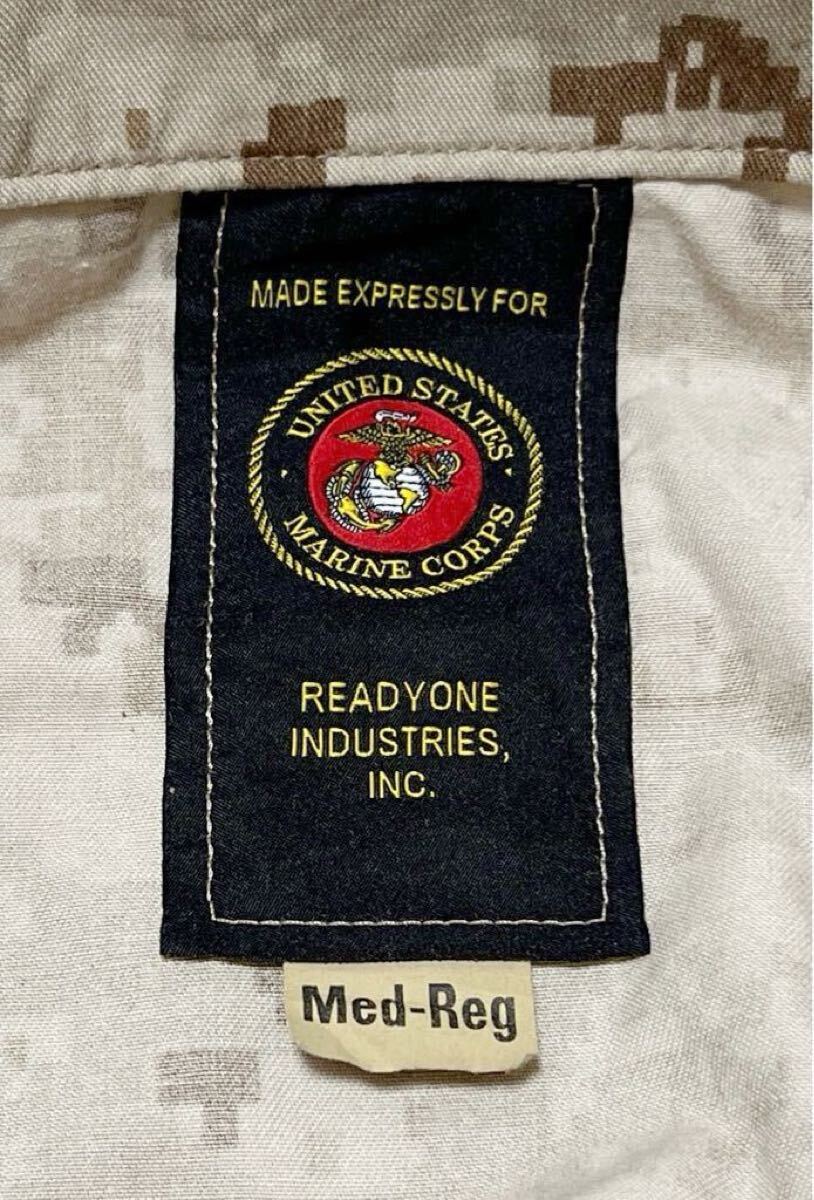 MADE EXPRESSLY FOR
· UNITED STATES ·
MARINE CORPS
READYONE
INDUSTRIES,
INC.
Med-Reg